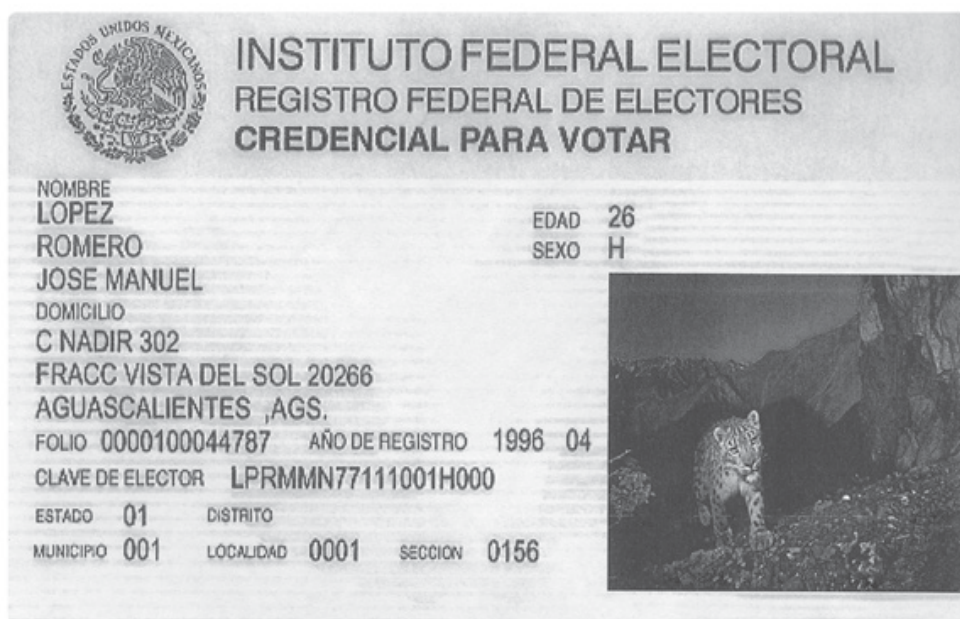 ESTADOS UNIDOS MEXICANOS
INSTITUTO FEDERAL ELECTORAL
REGISTRO FEDERAL DE ELECTORES
CREDENCIAL PARA VOTAR
NOMBRE
LOPEZ
EDAD 26
ROMERO
SEXO H
JOSE MANUEL
DOMICILIO
C NADIR 302
FRACC VISTA DEL SOL 20266
AGUASCALIENTES ,AGS.
FOLIO 0000100044787 AÑO DE REGISTRO 1996 04
CLAVE DE ELECTOR LPRMMN77111001H000
ESTADO 01 DISTRITO
MUNICIPIO 001 LOCALIDAD 0001 SECCION 0156